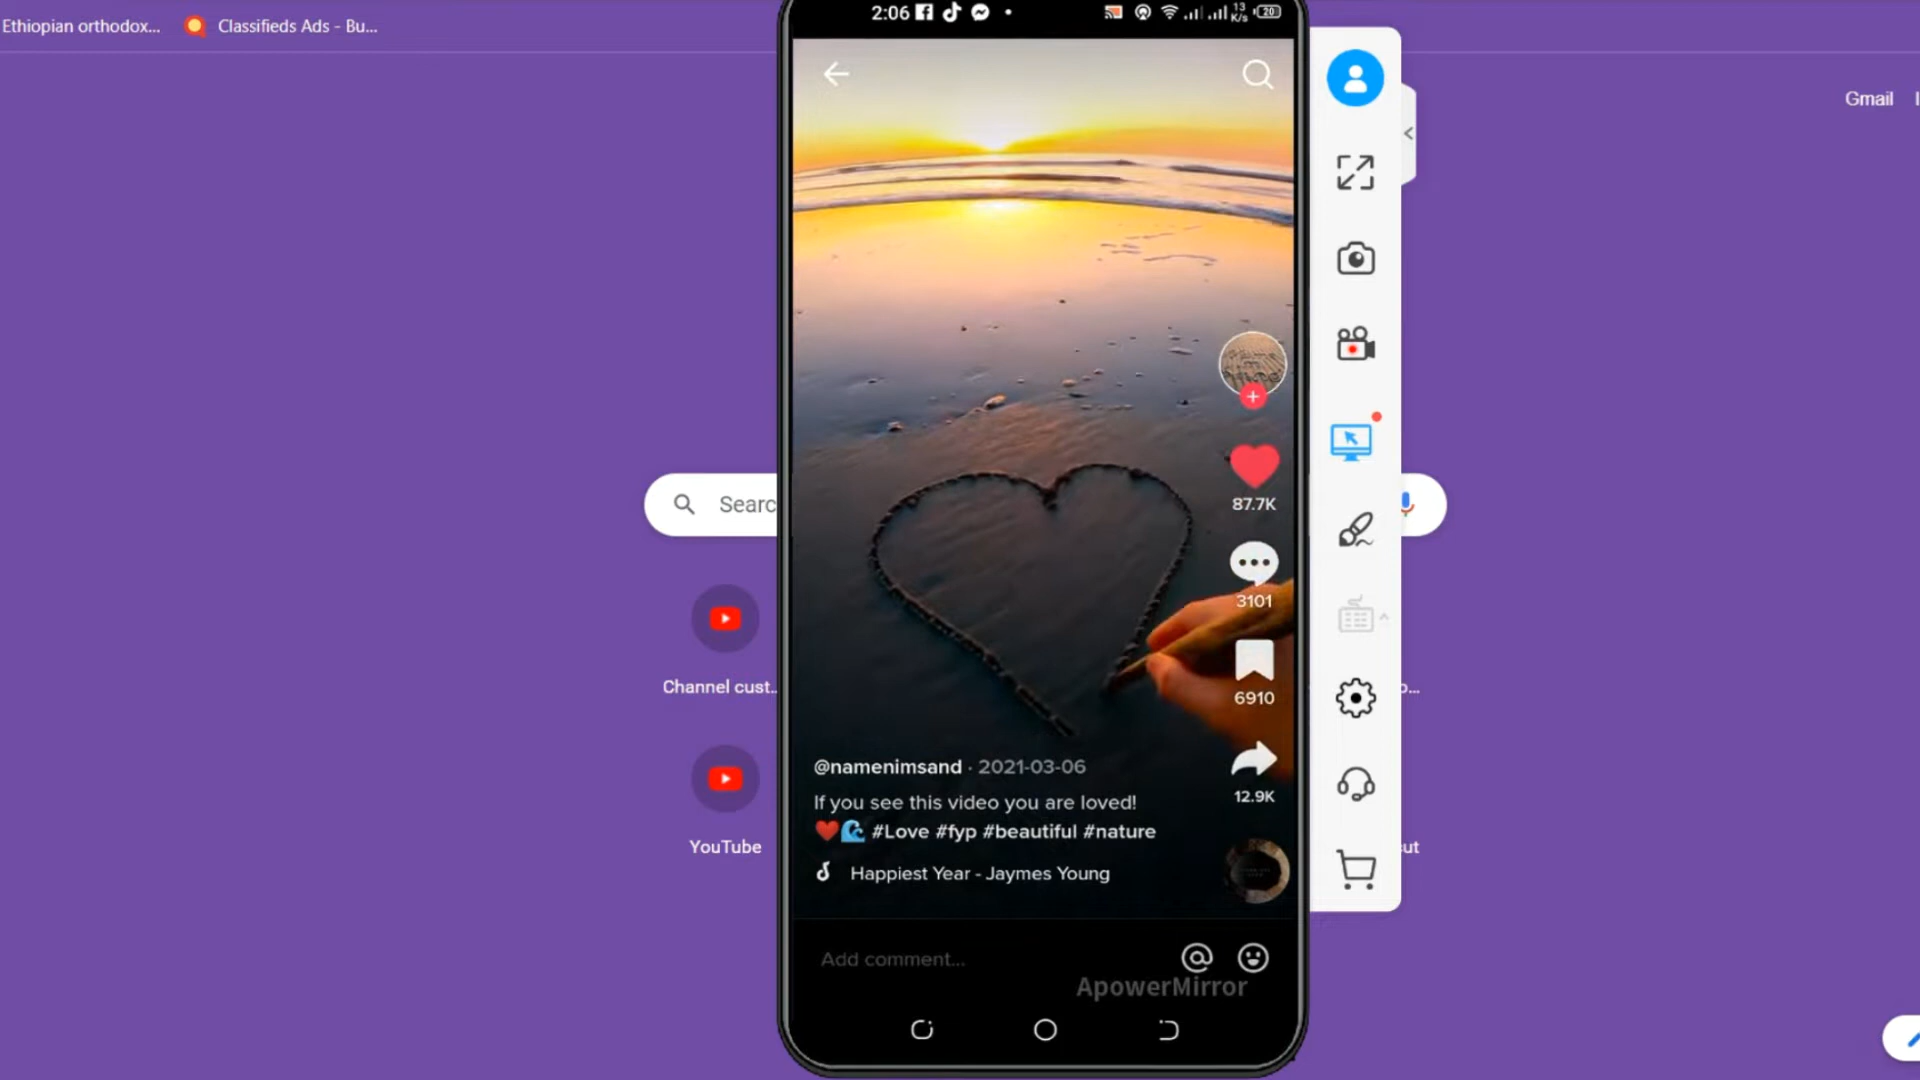 Ethiopian orthodox...
Classifieds Ads - Bu...
2:06
13
K/s
20
Gmail
Searc
87.7K
3101
6910
12.9K
Channel cust...
YouTube
@namenimsand · 2021-03-06
If you see this video you are loved!
❤️🌊 #Love #fyp #beautiful #nature
Happiest Year - Jaymes Young
Add comment...
ApowerMirror